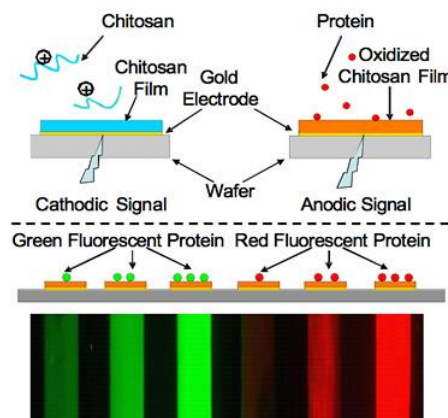 Chitosan
Protein
Oxidized
Chitosan Film
Chitosan
Film
Gold
Electrode
Wafer
Cathodic Signal
Anodic Signal
Green Fluorescent Protein
Red Fluorescent Protein